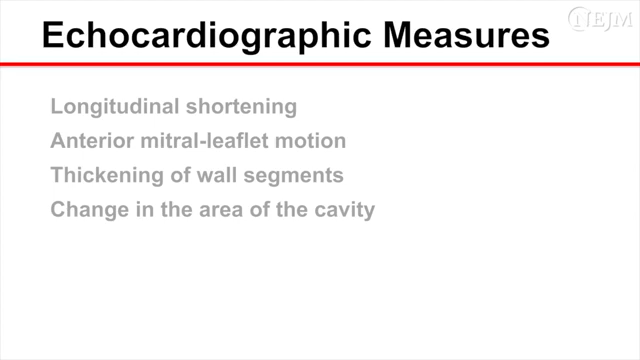 Echocardiographic Measures
NEJM
Longitudinal shortening
Anterior mitral-leaflet motion
Thickening of wall segments
Change in the area of the cavity